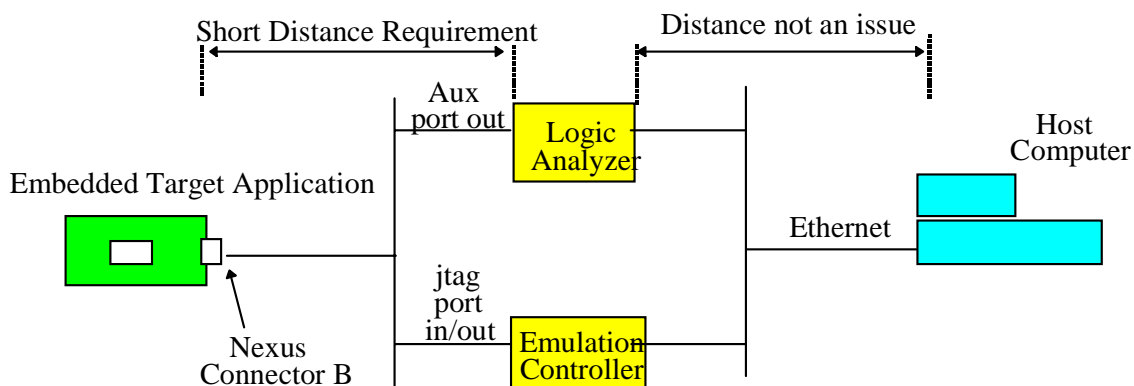 Short Distance Requirement
Distance not an issue
Aux
port out
Logic
Analyzer
Host
Computer
Embedded Target Application
Ethernet
jtag
port
in/out
Emulation
Controller
Nexus
Connector B